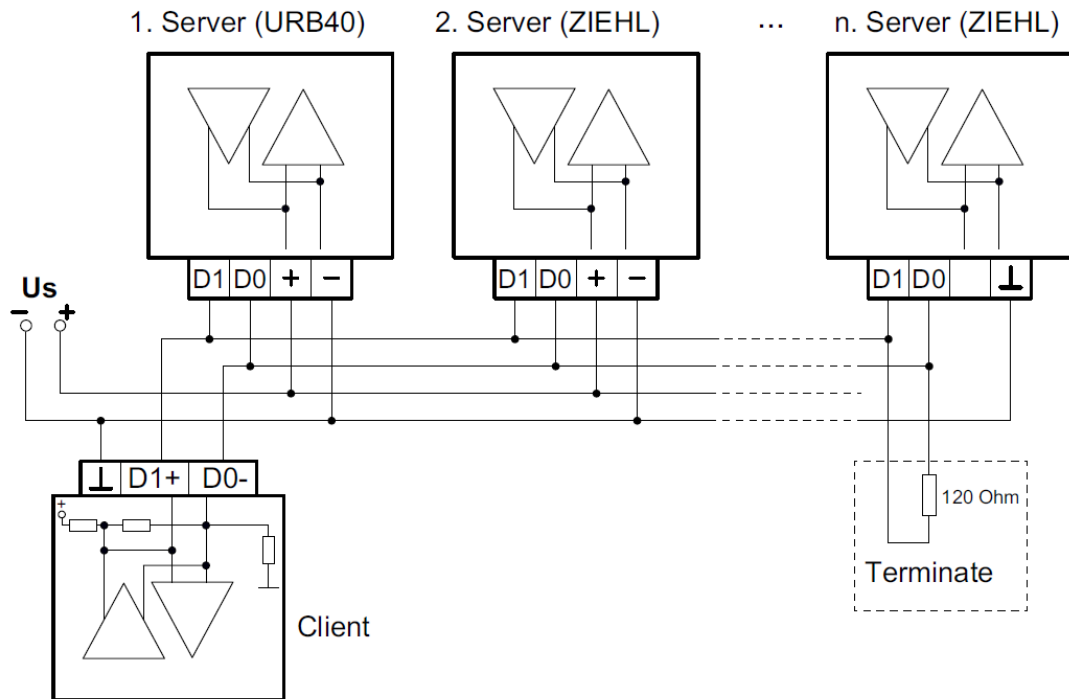 1. Server (URB40) 2. Server (ZIEHL) ... n. Server (ZIEHL)
D1 D0 + − D1 D0 + − D1 D0 ⊥
Us
− +
⊥ D1+ D0-
+
120 Ohm
Terminate
Client